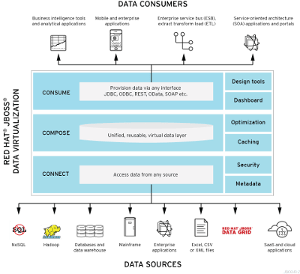 DATA CONSUMERS
Business intelligence tools
and analytical applications
Mobile and enterprise
applications
Enterprise service bus (ESB),
extract transform load (ETL)
Service-oriented architecture
(SOA) applications and portals
RED HAT® JBOSS®
DATA VIRTUALIZATION
CONSUME
Provision data via any interface
JDBC, ODBC, REST, OData, SOAP etc.
Design tools
Dashboard
COMPOSE
Unified, reusable, virtual data layer
Optimization
Caching
CONNECT
Access data from any source
Security
Metadata
SQL
NoSQL
Hadoop
Databases and
data warehouse
Mainframe
Enterprise
applications
Excel, CSV
or XML files
RED HAT JBOSS
DATA GRID
SaaS and cloud
applications
DATA SOURCES